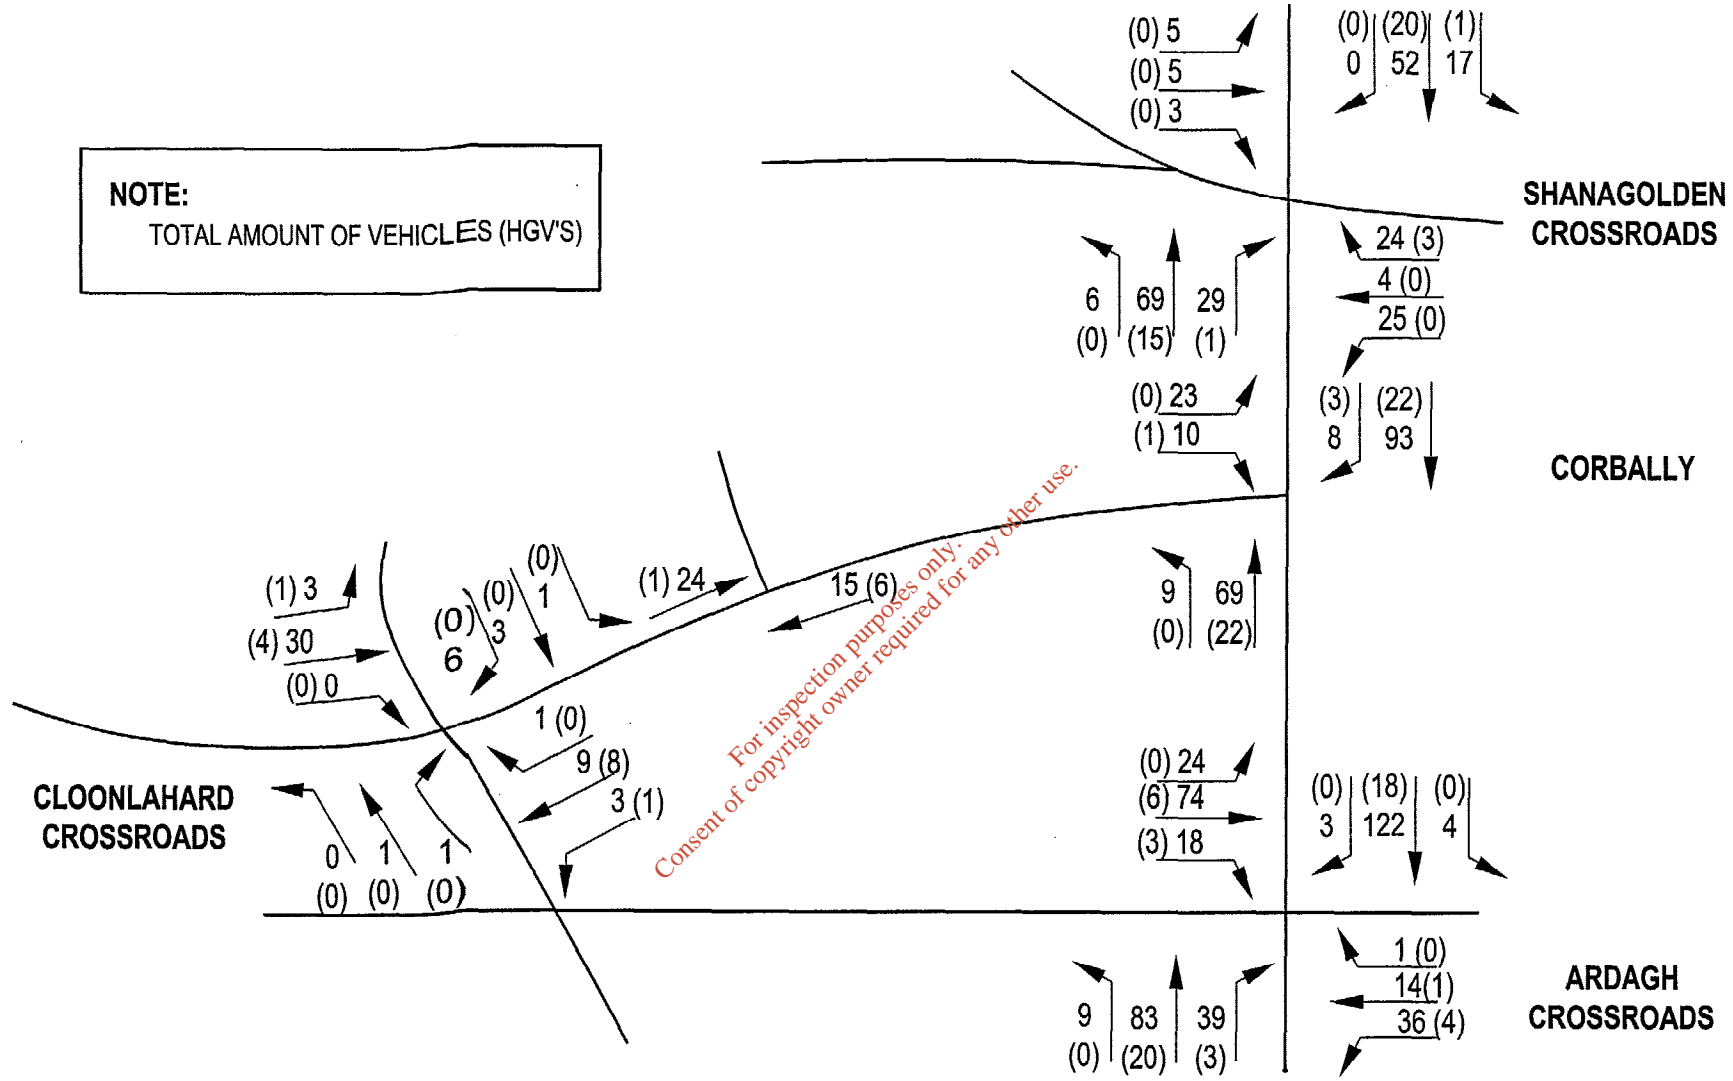 NOTE:
TOTAL AMOUNT OF VEHICLES (HGV'S)
(0) 5
(0) 5
(0) 3
(0) (20) (1)
0 52 17
SHANAGOLDEN
CROSSROADS
24 (3)
4 (0)
25 (0)
6 69 29
(0) (15) (1)
(0) 23
(1) 10
(3) (22)
8 93
CORBALLY
9 69
(0) (22)
(1) 24
15 (6)
(0)
1
(0)
3
(0)
6
(1) 3
(4) 30
(0) 0
1 (0)
9 (8)
3 (1)
CLOONLAHARD
CROSSROADS
0 1 1
(0) (0) (0)
For inspection purposes only.
Consent of copyright owner required for any other use.
(0) 24
(6) 74
(3) 18
(0) (18) (0)
3 122 4
1 (0)
14(1)
36 (4)
ARDAGH
CROSSROADS
9 83 39
(0) (20) (3)